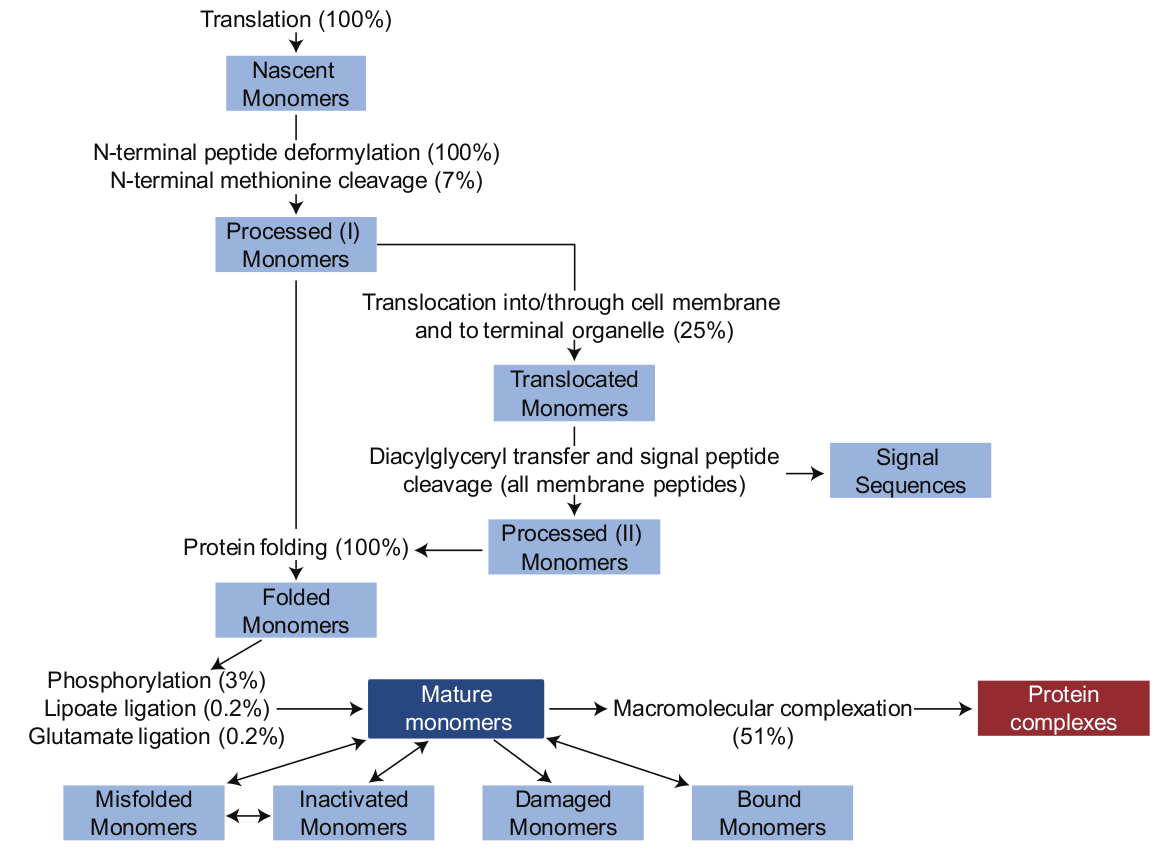 Translation (100%)
Nascent
Monomers
N-terminal peptide deformylation (100%)
N-terminal methionine cleavage (7%)
Processed (I)
Monomers
Translocation into/through cell membrane
and to terminal organelle (25%)
Translocated
Monomers
Diacylglyceryl transfer and signal peptide
cleavage (all membrane peptides)
Signal
Sequences
Processed (II)
Monomers
Protein folding (100%)
Folded
Monomers
Phosphorylation (3%)
Lipoate ligation (0.2%)
Glutamate ligation (0.2%)
Mature
monomers
Macromolecular complexation
(51%)
Protein
complexes
Misfolded
Monomers
Inactivated
Monomers
Damaged
Monomers
Bound
Monomers